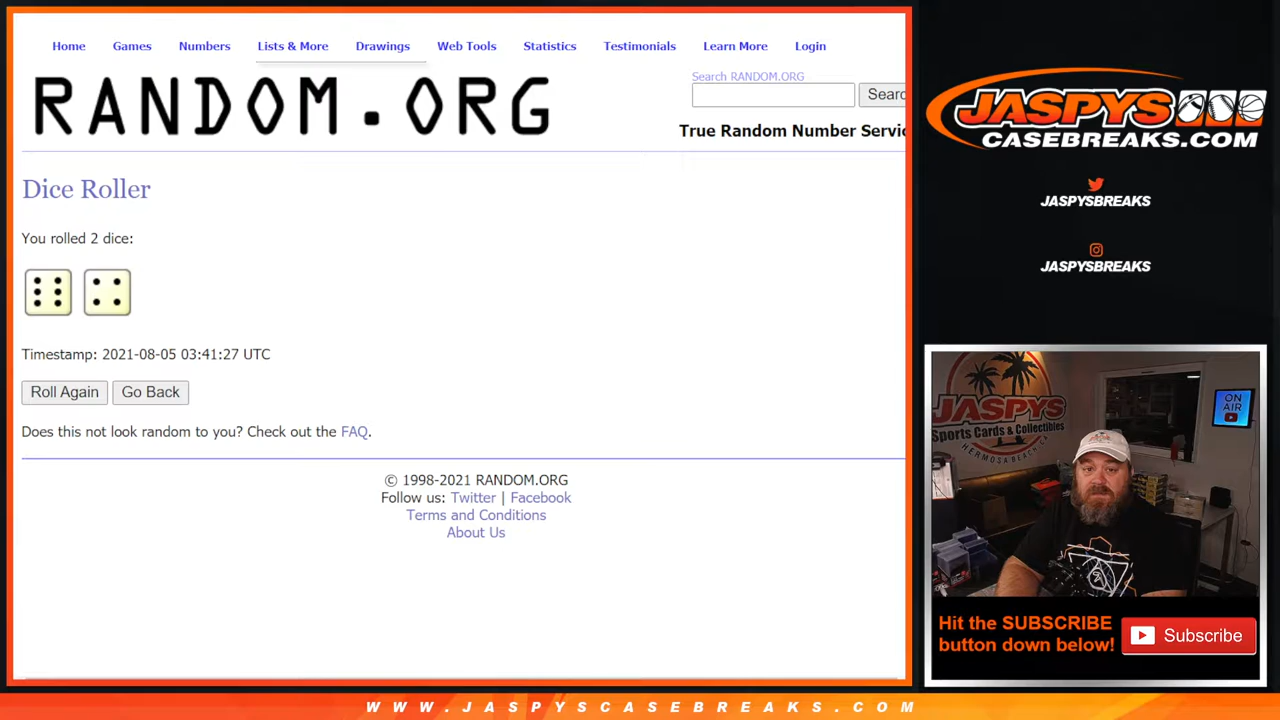 Home Games Numbers Lists & More Drawings Web Tools Statistics Testimonials Learn More Login
RANDOM.ORG
Search RANDOM.ORG
Searc
True Random Number Servic
Dice Roller
You rolled 2 dice:
Timestamp: 2021-08-05 03:41:27 UTC
Roll Again Go Back
Does this not look random to you? Check out the FAQ.
© 1998-2021 RANDOM.ORG
Follow us: Twitter | Facebook
Terms and Conditions
About Us
JASPYS
CASEBREAKS.COM
JASPYSBREAKS
JASPYSBREAKS
JASPYS
Sports Cards & Collectibles
HERMOSA BEACH, CA
ON
AIR
Hit the SUBSCRIBE
button down below!
Subscribe
WWW.JASPYSCASEBREAKS.COM